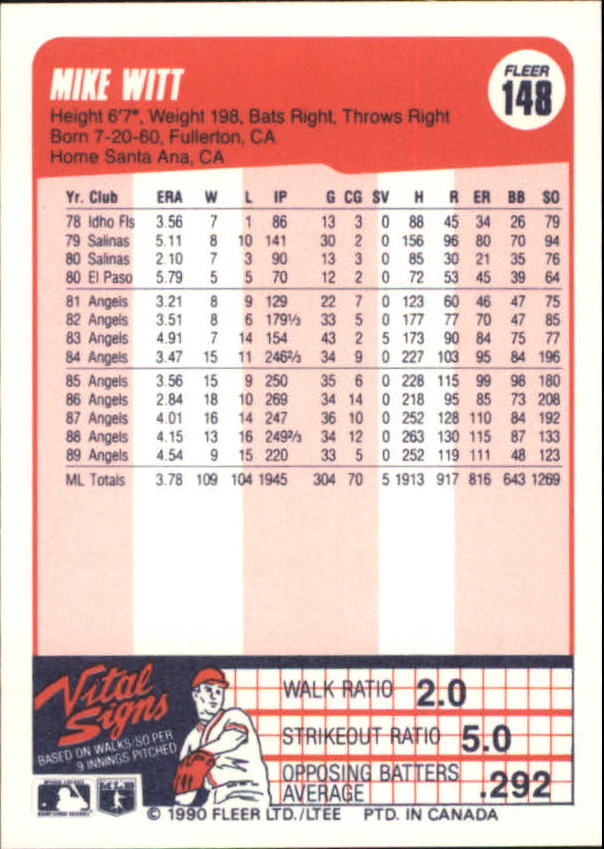 MIKE WITT
FLEER
148
Height 6'7", Weight 198, Bats Right, Throws Right
Born 7-20-60, Fullerton, CA
Home Santa Ana, CA
Yr. Club ERA W L IP G CG SV H R ER BB SO
78 Idho Fls 3.56 7 1 86 13 3 0 88 45 34 26 79
79 Salinas 5.11 8 10 141 30 2 0 156 96 80 70 94
80 Salinas 2.10 7 3 90 13 3 0 85 30 21 35 76
80 El Paso 5.79 5 5 70 12 2 0 72 53 45 39 64
81 Angels 3.21 8 9 129 22 7 0 123 60 46 47 75
82 Angels 3.51 8 6 179⅓ 33 5 0 177 77 70 47 85
83 Angels 4.91 7 14 154 43 2 5 173 90 84 75 77
84 Angels 3.47 15 11 246⅔ 34 9 0 227 103 95 84 196
85 Angels 3.56 15 9 250 35 6 0 228 115 99 98 180
86 Angels 2.84 18 10 269 34 14 0 218 95 85 73 208
87 Angels 4.01 16 14 247 36 10 0 252 128 110 84 192
88 Angels 4.15 13 16 249⅔ 34 12 0 263 130 115 87 133
89 Angels 4.54 9 15 220 33 5 0 252 119 111 48 123
ML Totals 3.78 109 104 1945 304 70 5 1913 917 816 643 1269
Vital
Signs
BASED ON WALKS/SO PER
9 INNINGS PITCHED
WALK RATIO 2.0
STRIKEOUT RATIO 5.0
OPPOSING BATTERS
AVERAGE .292
© 1990 FLEER LTD./LTEE PTD. IN CANADA